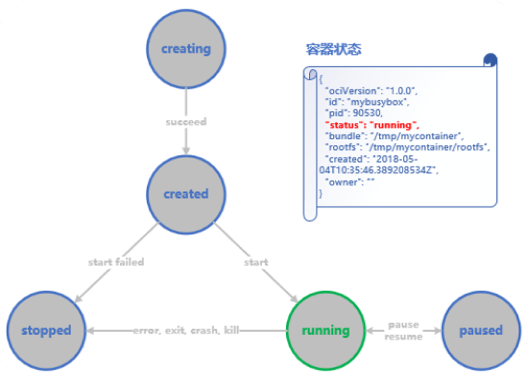 creating
容器状态
{
"ociVersion": "1.0.0",
"id": "mybusybox",
"pid": 90530,
"status": "running",
"bundle": "/tmp/mycontainer",
"rootfs": "/tmp/mycontainer/rootfs",
"created": "2018-05-
04T10:35:46.389208534Z",
"owner": ""
}
succeed
created
start failed
start
stopped
error, exit, crash, kill
running
pause
resume
paused